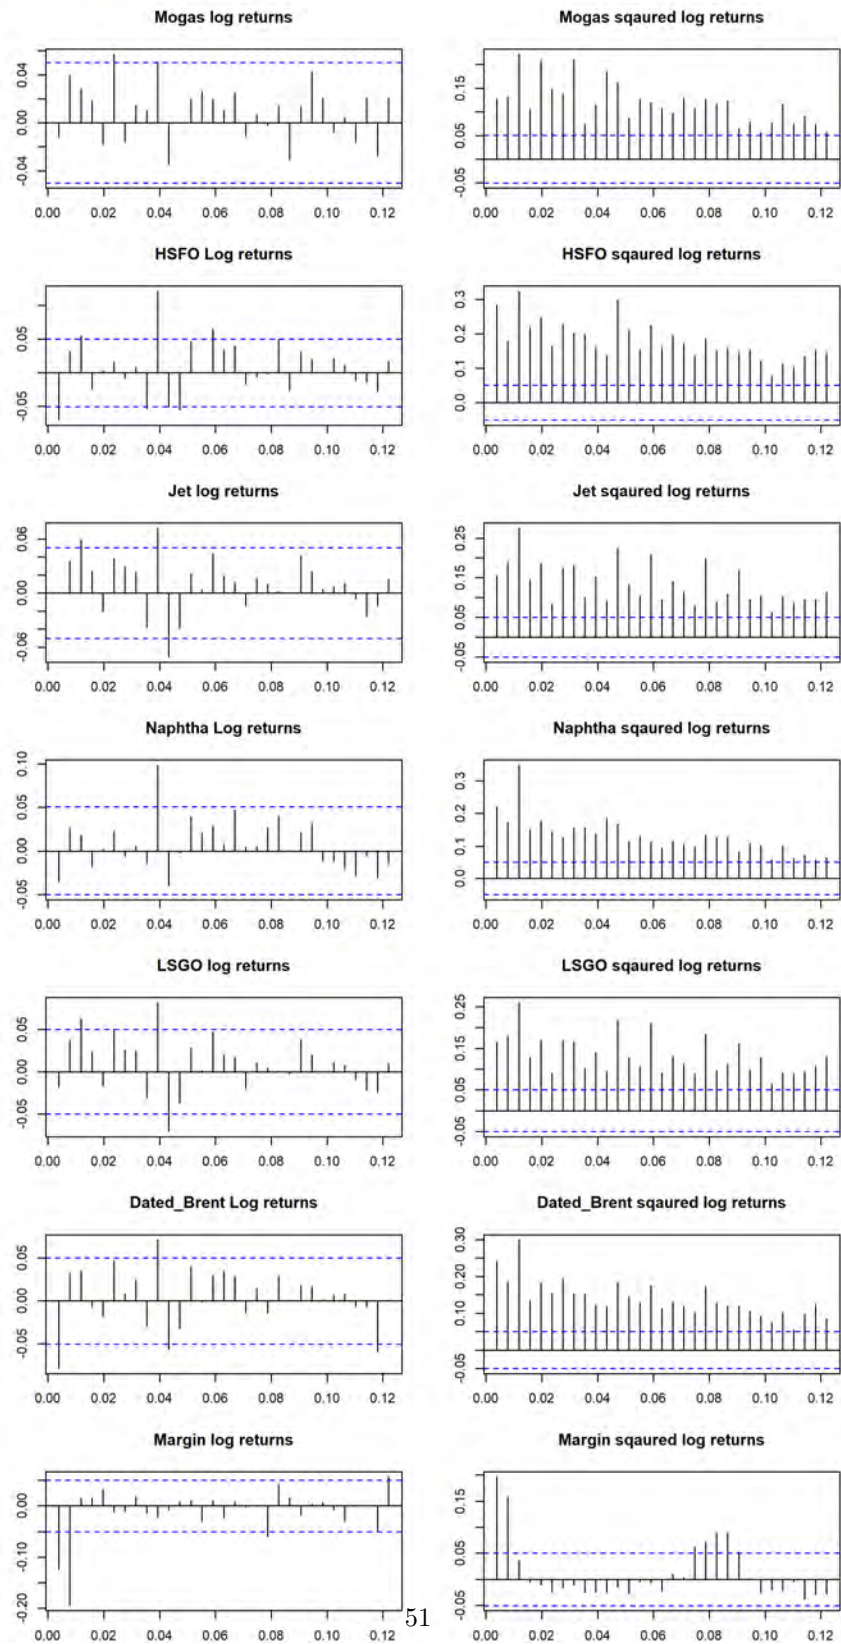 Mogas log returns
0.04
0.00
-0.04
0.00 0.02 0.04 0.06 0.08 0.10 0.12
Mogas sqaured log returns
0.15
0.05
-0.05
0.00 0.02 0.04 0.06 0.08 0.10 0.12
HSFO Log returns
0.05
-0.05
0.00 0.02 0.04 0.06 0.08 0.10 0.12
HSFO sqaured log returns
0.3
0.2
0.1
0.0
0.00 0.02 0.04 0.06 0.08 0.10 0.12
Jet log returns
0.06
0.00
-0.06
0.00 0.02 0.04 0.06 0.08 0.10 0.12
Jet sqaured log returns
0.25
0.15
0.05
-0.05
0.00 0.02 0.04 0.06 0.08 0.10 0.12
Naphtha Log returns
0.10
0.05
0.00
-0.05
0.00 0.02 0.04 0.06 0.08 0.10 0.12
Naphtha sqaured log returns
0.3
0.2
0.1
0.0
0.00 0.02 0.04 0.06 0.08 0.10 0.12
LSGO log returns
0.05
0.00
-0.05
0.00 0.02 0.04 0.06 0.08 0.10 0.12
LSGO sqaured log returns
0.25
0.15
0.05
-0.05
0.00 0.02 0.04 0.06 0.08 0.10 0.12
Dated_Brent Log returns
0.05
0.00
-0.05
0.00 0.02 0.04 0.06 0.08 0.10 0.12
Dated_Brent sqaured log returns
0.30
0.20
0.10
-0.05
0.00 0.02 0.04 0.06 0.08 0.10 0.12
Margin log returns
0.00
-0.10
-0.20
0.00 0.02 0.04 0.06 0.08 0.10 0.12
Margin sqaured log returns
0.15
0.05
-0.05
0.00 0.02 0.04 0.06 0.08 0.10 0.12
51